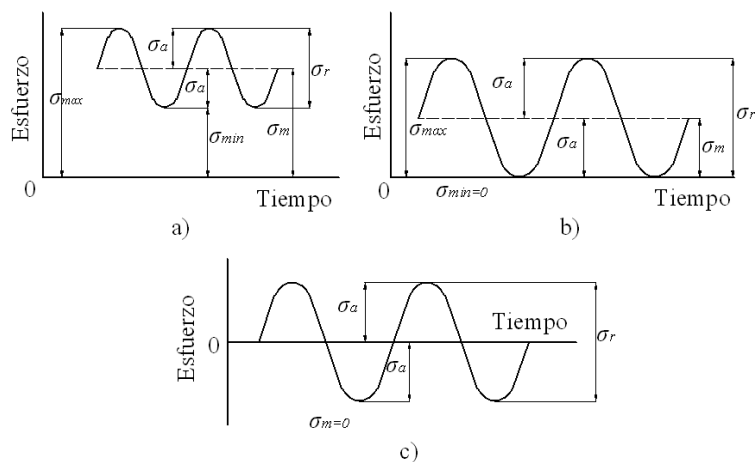 Esfuerzo
σmax
σa
σa
σr
σmin
σm
0
Tiempo
a)
Esfuerzo
σmax
σa
σa
σr
σm
0
σmin=0
Tiempo
b)
Esfuerzo
0
σa
σa
Tiempo
σr
σm=0
c)